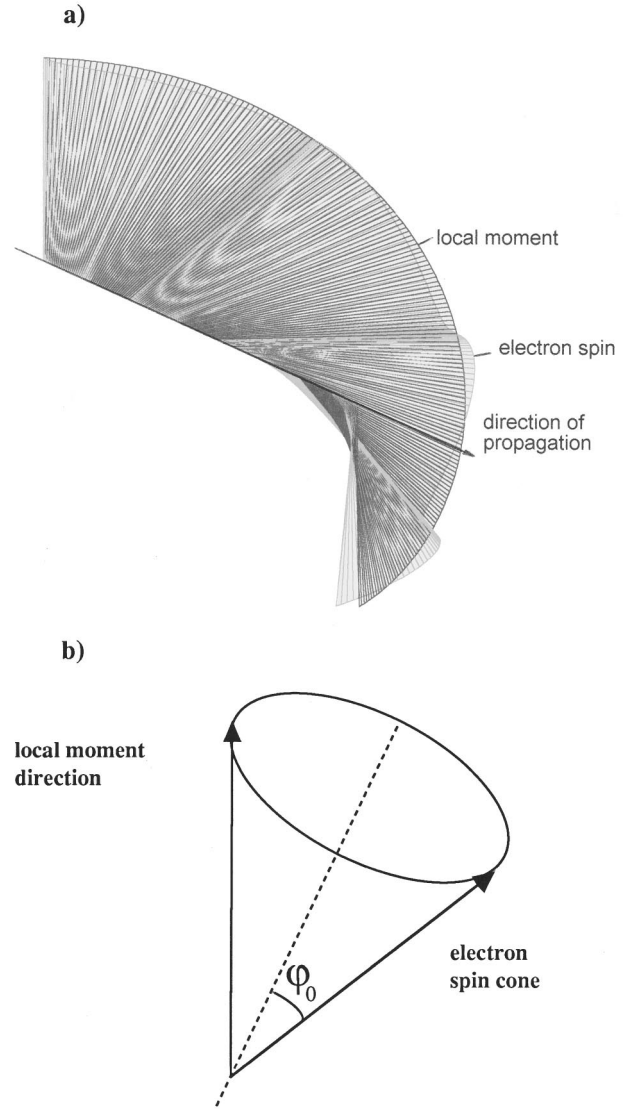 a)
local moment
electron spin
direction of
propagation
b)
local moment
direction
φ₀
electron
spin cone